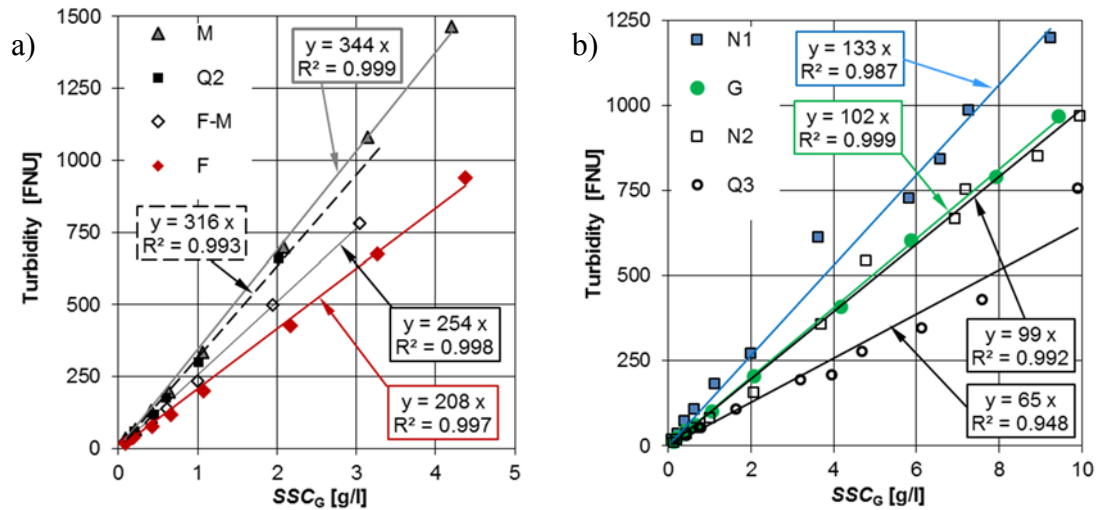 a)
1500
1250
1000
750
500
250
0
Turbidity [FNU]
M
Q2
F-M
F
y = 344 x
R² = 0.999
y = 316 x
R² = 0.993
y = 254 x
R² = 0.998
y = 208 x
R² = 0.997
0 1 2 3 4 5
SSC_G [g/l]
b)
1250
1000
750
500
250
0
Turbidity [FNU]
N1
G
N2
Q3
y = 133 x
R² = 0.987
y = 102 x
R² = 0.999
y = 99 x
R² = 0.992
y = 65 x
R² = 0.948
0 2 4 6 8 10
SSC_G [g/l]